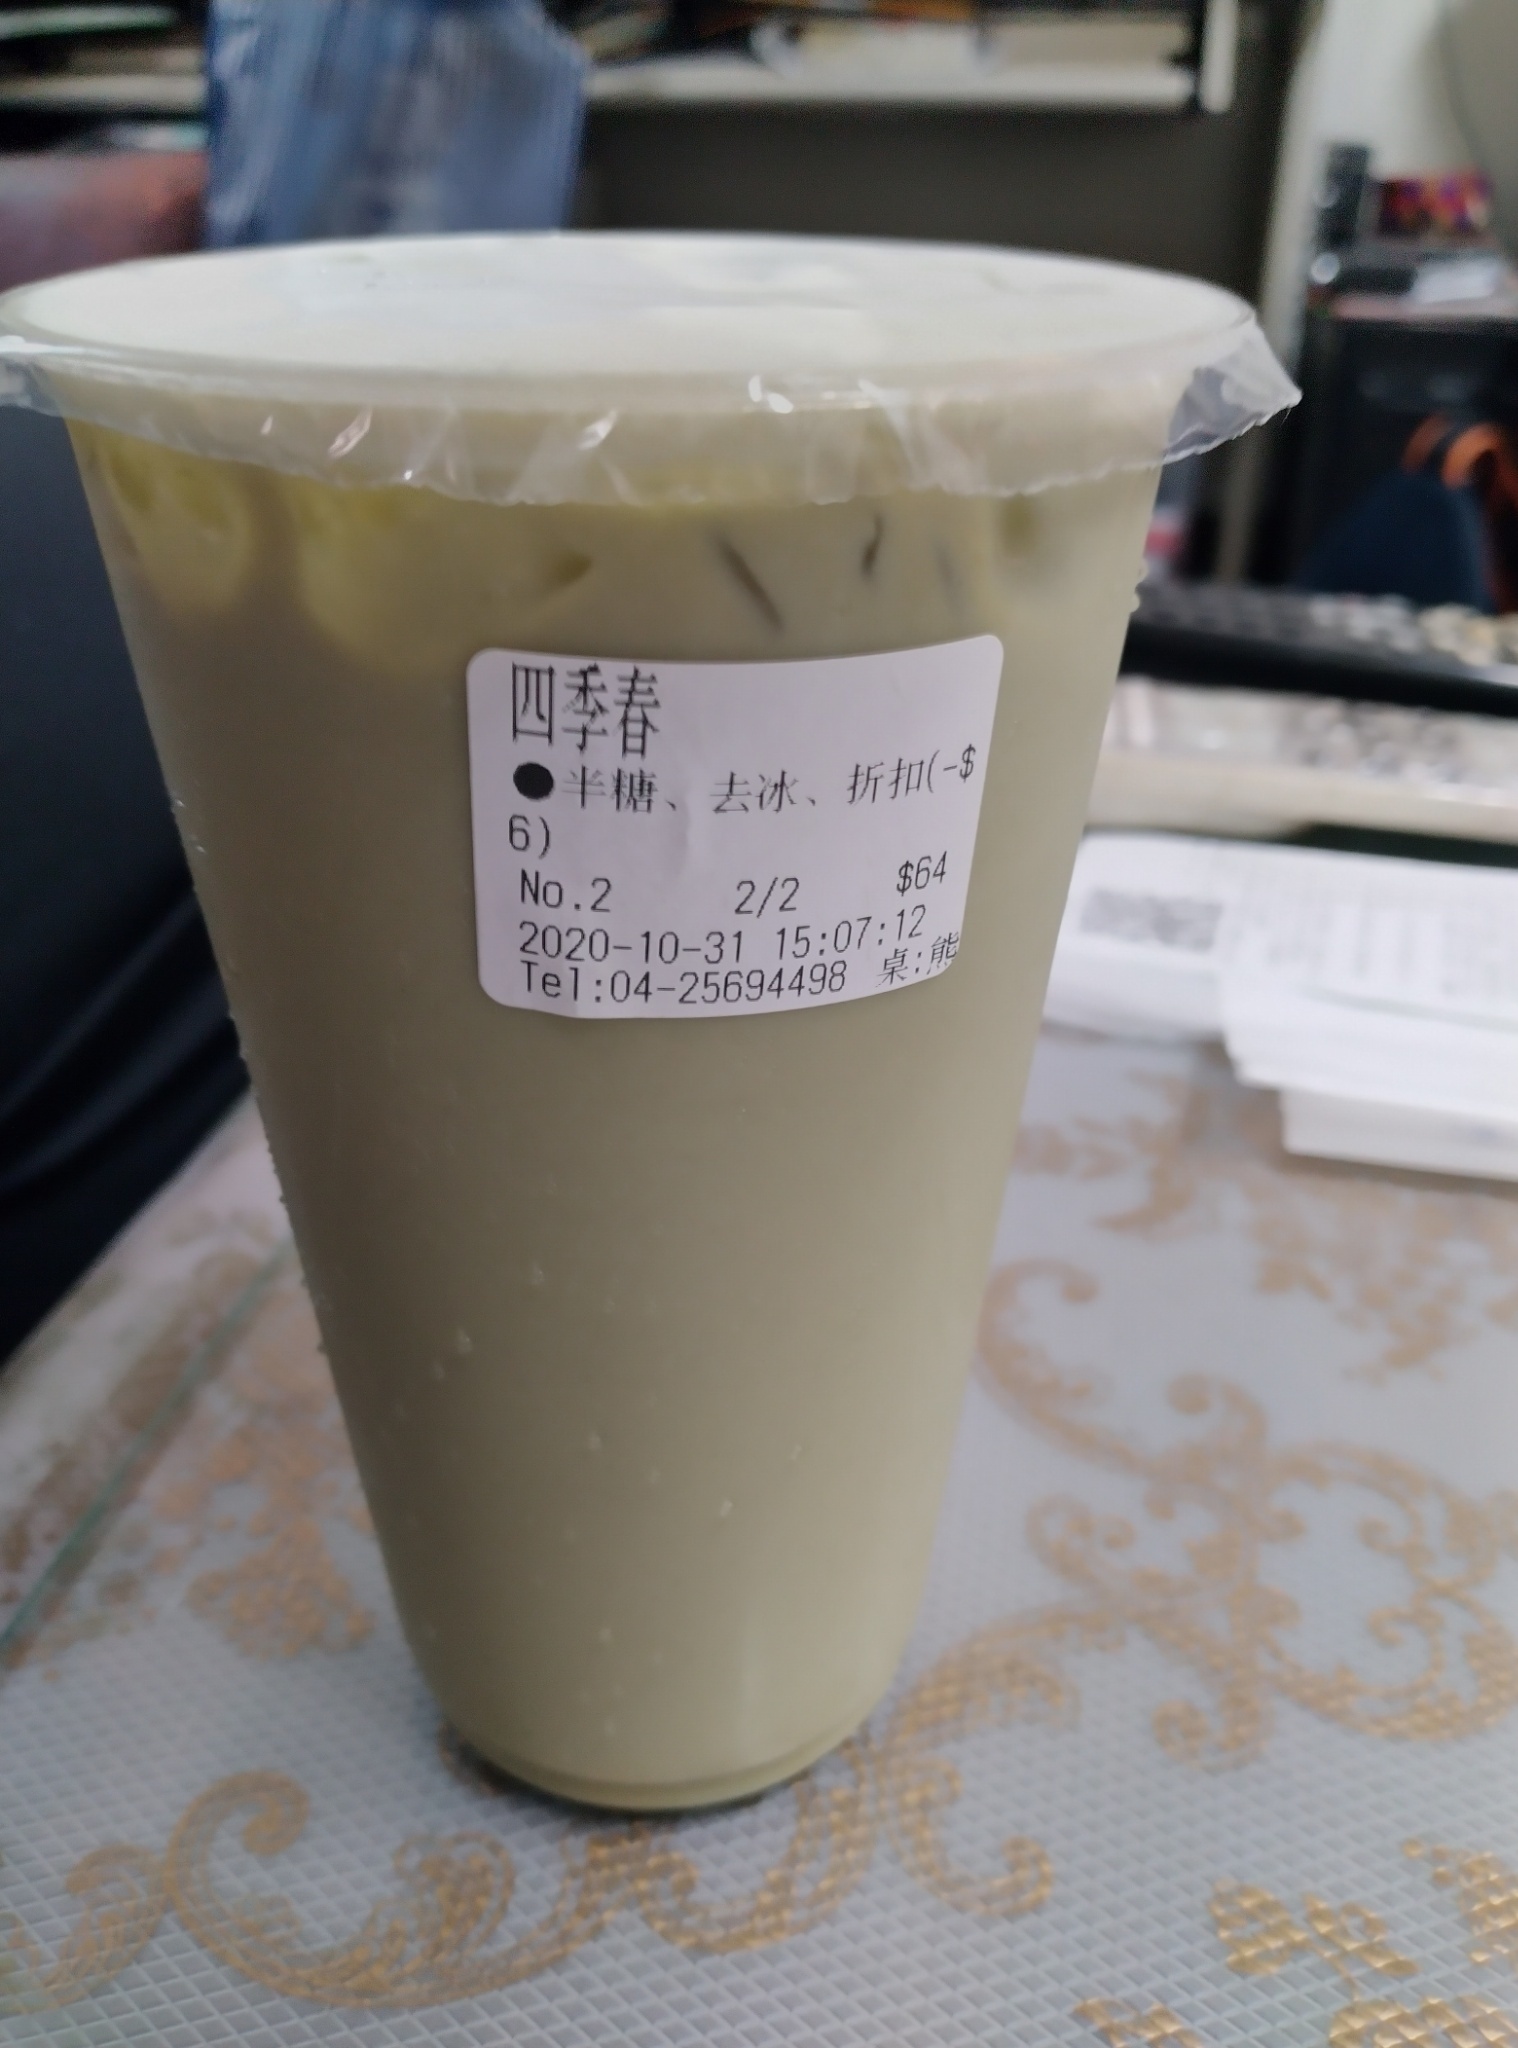 四季春
●半糖、去冰、折扣(-$
6)
No.2 2/2 $64
2020-10-31 15:07:12
Tel:04-25694498 桌:熊